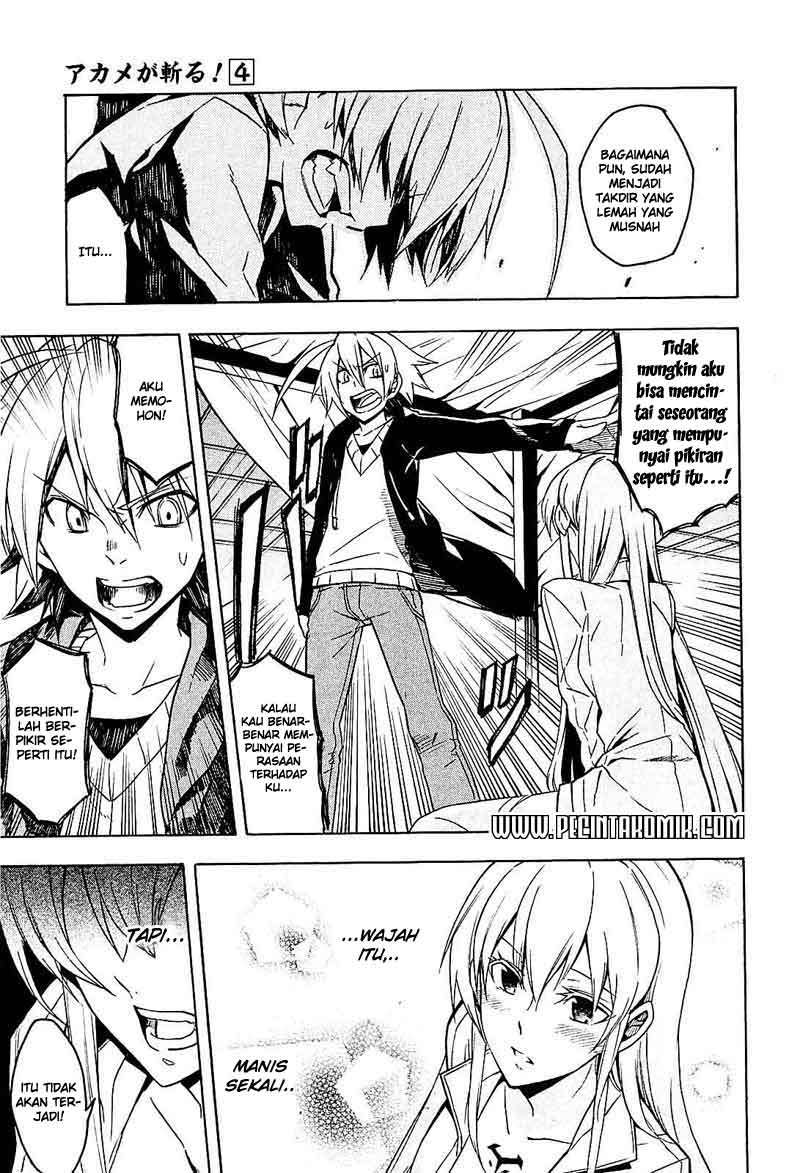 アカメが斬る！4
BAGAIMANA
PUN, SUDAH
MENJADI
TAKDIR YANG
LEMAH YANG
MUSNAH
ITU...
Tidak
mungkin aku
bisa mencin-
tai seseorang
yang mempu-
nyai pikiran
seperti itu...!
KALAU
KAU BENAR-
BENAR MEM-
PUNYAI PE-
RASAAN
TERHADAP
KU...
AKU
MEMO-
HON!
BERHENTI-
LAH BER-
PIKIR SE-
PERTI ITU!
WWW.PECINTAKOMIK.COM
...WAJAH
ITU,..
MANIS
SEKALI..
TAPI...
ITU TIDAK
AKAN TER-
JADI!